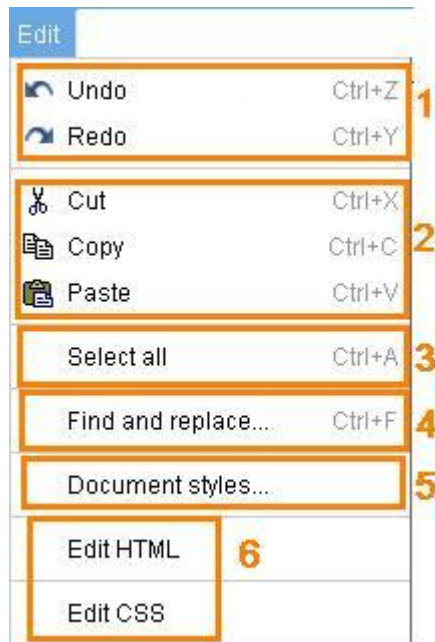 Edit
Undo Ctrl+Z 1
Redo Ctrl+Y
Cut Ctrl+X
Copy Ctrl+C 2
Paste Ctrl+V
Select all Ctrl+A 3
Find and replace... Ctrl+F 4
Document styles... 5
Edit HTML 6
Edit CSS